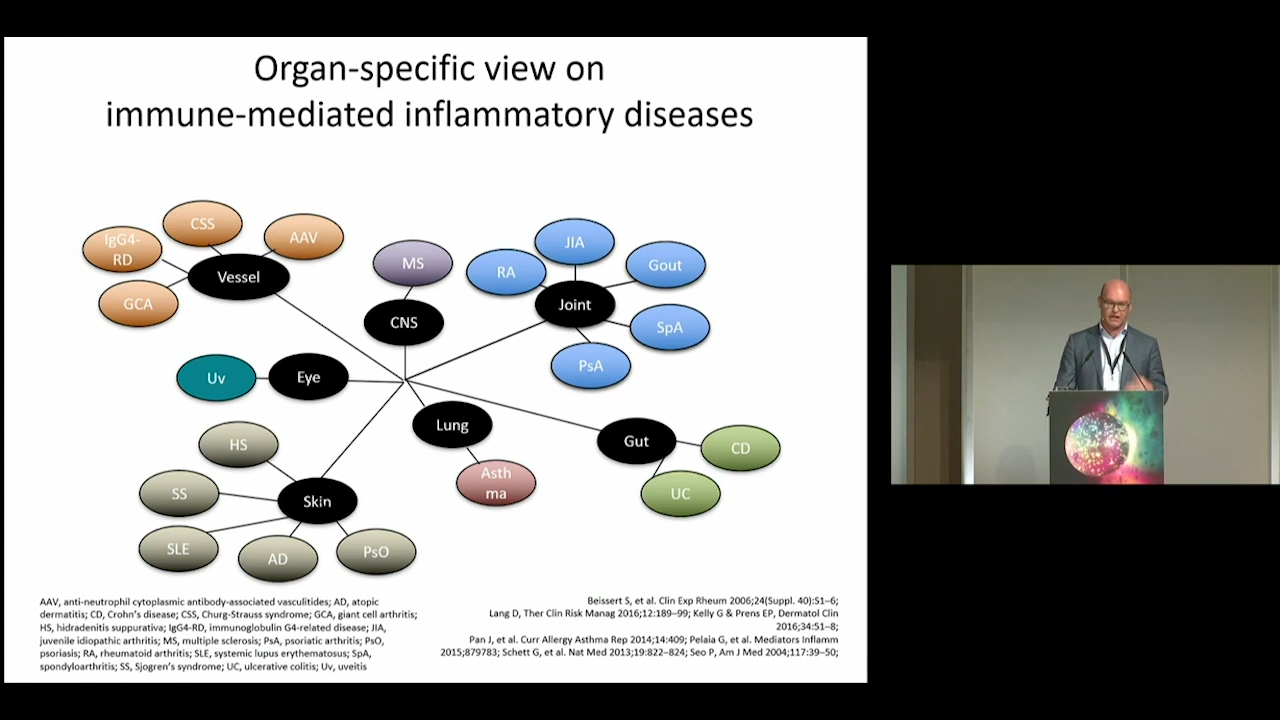 Organ-specific view on
immune-mediated inflammatory diseases
CSS
IgG4-
RD
AAV
Vessel
GCA
MS
CNS
JIA
RA
Gout
Joint
SpA
PsA
Uv
Eye
Lung
Asth
ma
Gut
CD
UC
HS
SS
Skin
SLE
AD
PsO
AAV, anti-neutrophil cytoplasmic antibody-associated vasculitides; AD, atopic
dermatitis; CD, Crohn's disease; CSS, Churg-Strauss syndrome; GCA, giant cell arthritis;
HS, hidradenitis suppurativa; IgG4-RD, immunoglobulin G4-related disease; JIA,
juvenile idiopathic arthritis; MS, multiple sclerosis; PsA, psoriatic arthritis; PsO,
psoriasis; RA, rheumatoid arthritis; SLE, systemic lupus erythematosus; SpA,
spondyloarthritis; SS, Sjogren's syndrome; UC, ulcerative colitis; Uv, uveitis
Beissert S, et al. Clin Exp Rheum 2006;24(Suppl. 40):S1–6;
Lang D, Ther Clin Risk Manag 2016;12:189–99; Kelly G & Prens EP, Dermatol Clin
2016;34:51–8;
Pan J, et al. Curr Allergy Asthma Rep 2014;14:409; Pelaia G, et al. Mediators Inflamm
2015;879783; Schett G, et al. Nat Med 2013;19:822–824; Seo P, Am J Med 2004;117:39–50;